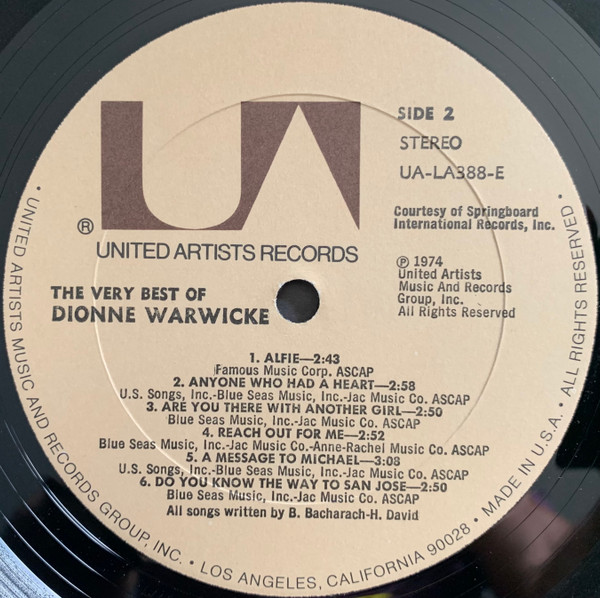 UA
®
UNITED ARTISTS RECORDS
SIDE 2
STEREO
UA-LA388-E
Courtesy of Springboard
International Records, Inc.
℗ 1974
United Artists
Music And Records
Group, Inc.
All Rights Reserved
THE VERY BEST OF
DIONNE WARWICKE
1. ALFIE—2:43
Famous Music Corp. ASCAP
2. ANYONE WHO HAD A HEART—2:58
U.S. Songs, Inc.-Blue Seas Music, Inc.-Jac Music Co. ASCAP
3. ARE YOU THERE WITH ANOTHER GIRL—2:50
Blue Seas Music, Inc.-Jac Music Co. ASCAP
4. REACH OUT FOR ME—2:52
Blue Seas Music, Inc.-Jac Music Co.-Anne-Rachel Music Co. ASCAP
5. A MESSAGE TO MICHAEL—3:08
U.S. Songs, Inc.-Blue Seas Music, Inc.-Jac Music Co. ASCAP
6. DO YOU KNOW THE WAY TO SAN JOSE—2:50
Blue Seas Music, Inc.-Jac Music Co. ASCAP
All songs written by B. Bacharach-H. David
• UNITED ARTISTS MUSIC AND RECORDS GROUP, INC. • LOS ANGELES, CALIFORNIA 90028 • MADE IN U.S.A. • ALL RIGHTS RESERVED •